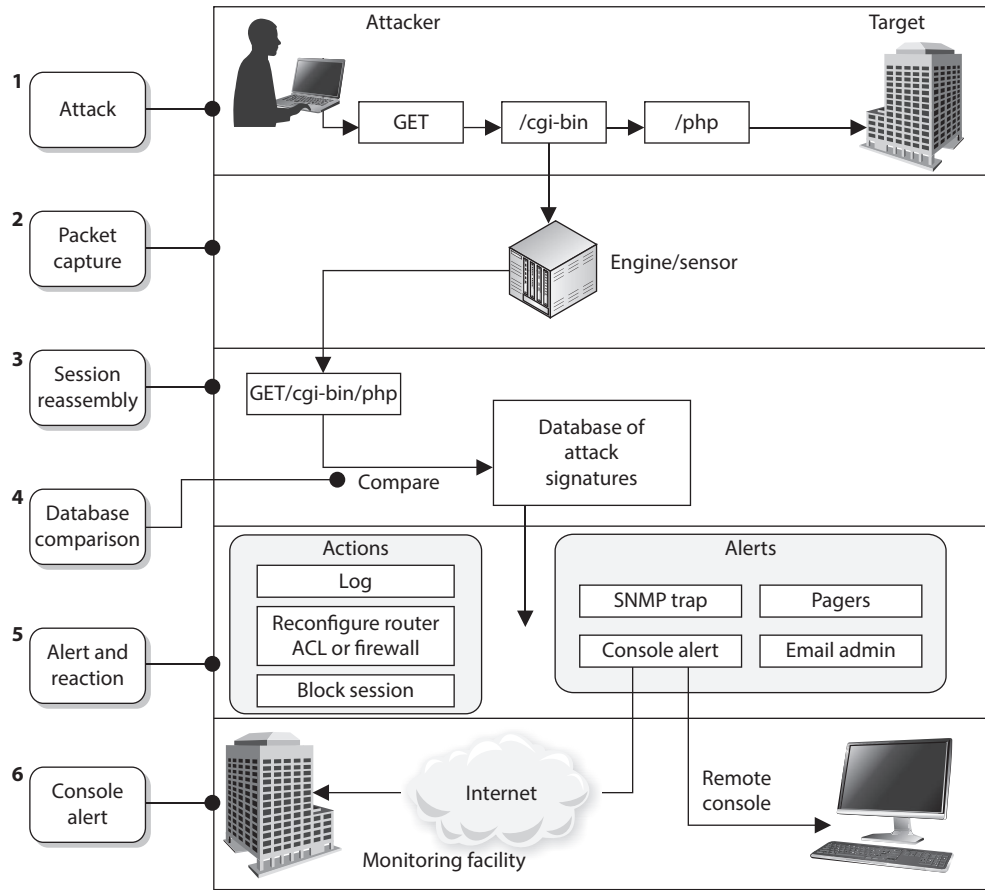 Attacker
Target
1
Attack
GET
/cgi-bin
/php
2
Packet
capture
Engine/sensor
3
Session
reassembly
GET/cgi-bin/php
Database of
attack
signatures
Compare
4
Database
comparison
Actions
Log
Reconfigure router
ACL or firewall
Block session
Alerts
SNMP trap
Pagers
Console alert
Email admin
5
Alert and
reaction
6
Console
alert
Internet
Remote
console
Monitoring facility